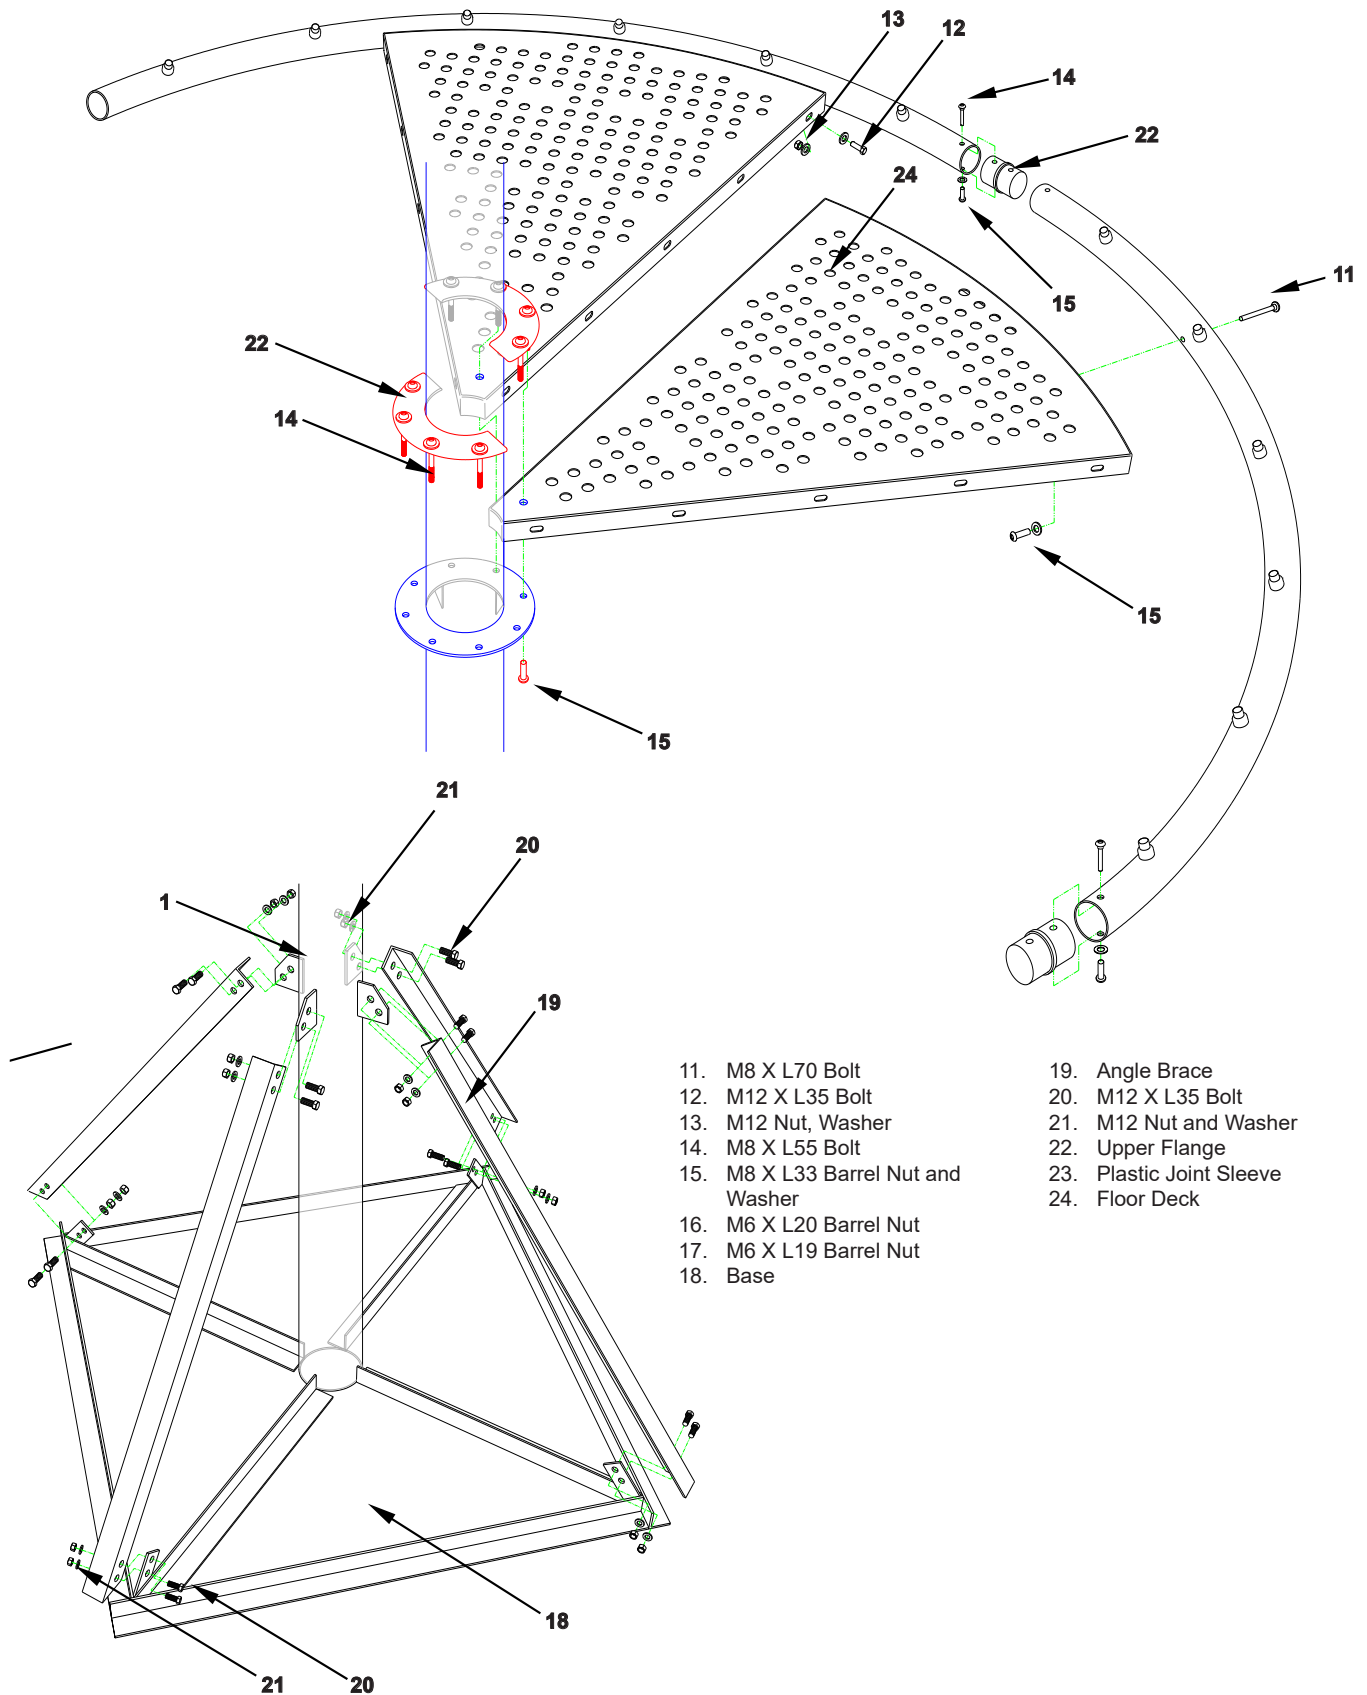 13
12
14
22
24
15
11
22
14
15
15
21
20
1
19
11. M8 X L70 Bolt
12. M12 X L35 Bolt
13. M12 Nut, Washer
14. M8 X L55 Bolt
15. M8 X L33 Barrel Nut and
Washer
16. M6 X L20 Barrel Nut
17. M6 X L19 Barrel Nut
18. Base
19. Angle Brace
20. M12 X L35 Bolt
21. M12 Nut and Washer
22. Upper Flange
23. Plastic Joint Sleeve
24. Floor Deck
18
21
20